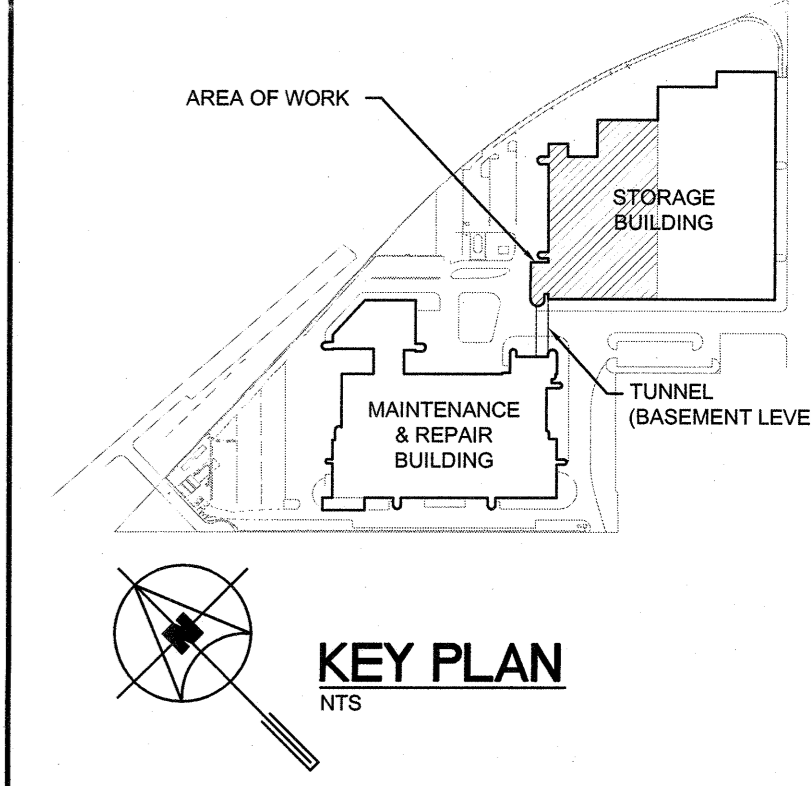 AREA OF WORK
STORAGE
BUILDING
TUNNEL
(BASEMENT LEVE
MAINTENANCE
& REPAIR
BUILDING
N
KEY PLAN
NTS